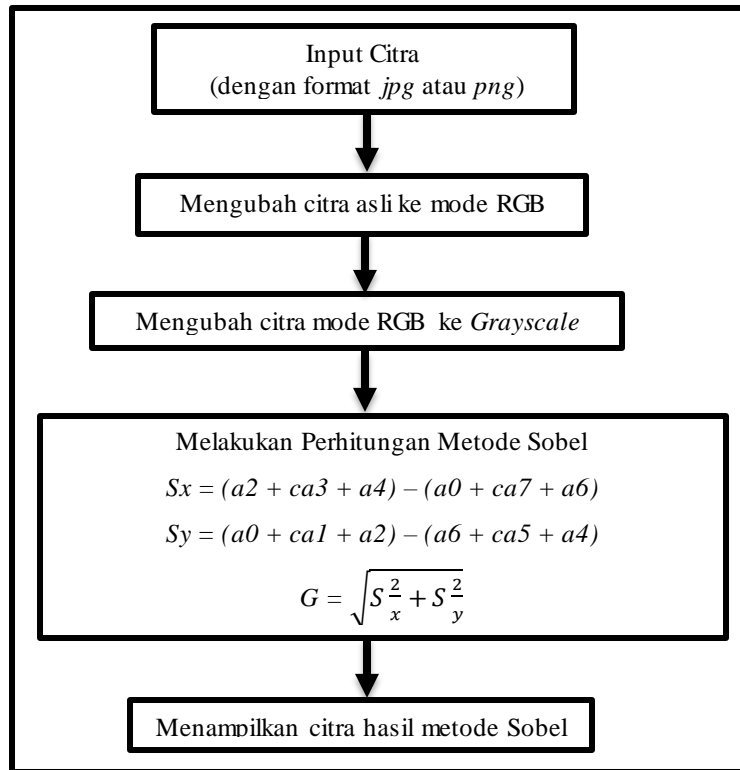 Input Citra
(dengan format jpg atau png)
Mengubah citra asli ke mode RGB
Mengubah citra mode RGB ke Grayscale
Melakukan Perhitungan Metode Sobel
Sx = (a2 + ca3 + a4) – (a0 + ca7 + a6)
Sy = (a0 + ca1 + a2) – (a6 + ca5 + a4)
G = √(S 2/x + S 2/y)
Menampilkan citra hasil metode Sobel